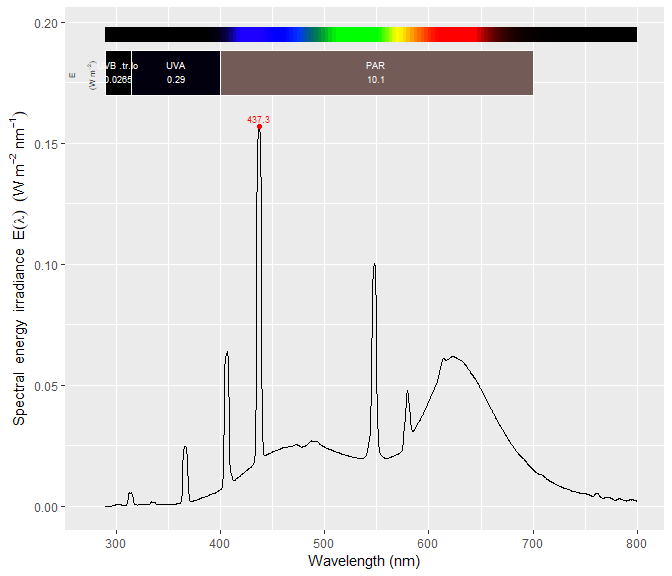 0.20
UVB .tr.lo UVA PAR
0.0265 0.29 10.1
E
(W m⁻²)
437.3
0.15
0.10
0.05
0.00
Spectral energy irradiance E(λ) (W m⁻² nm⁻¹)
300 400 500 600 700 800
Wavelength (nm)